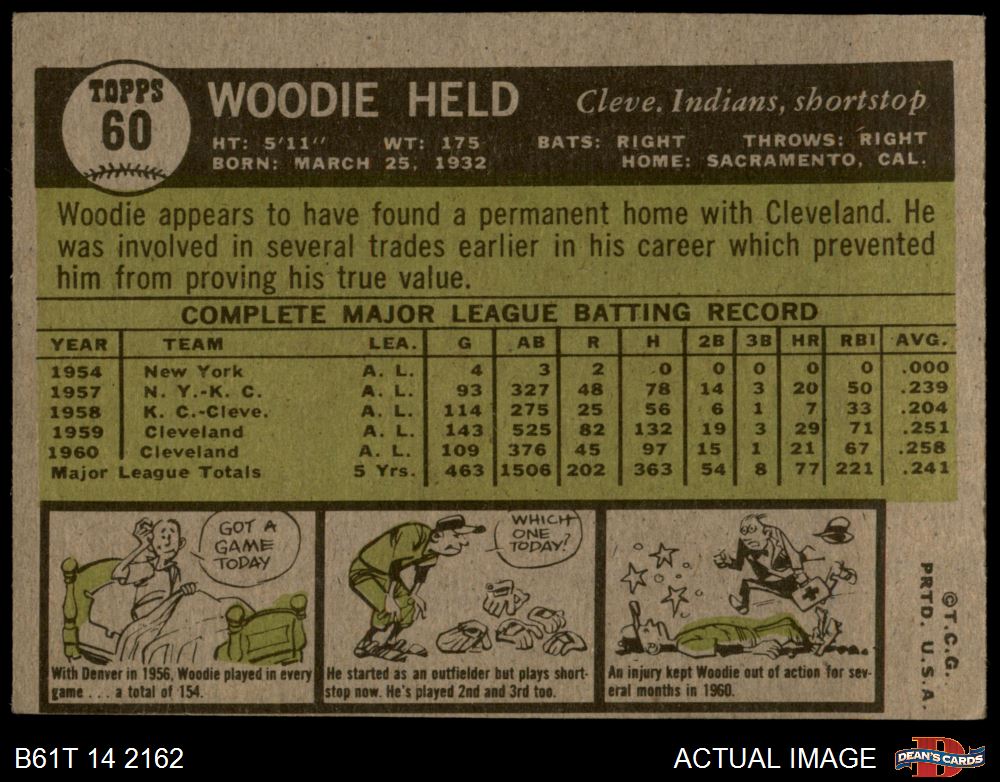 TOPPS
60
WOODIE HELD
Cleve. Indians, shortstop
HT: 5'11" WT: 175 BATS: RIGHT THROWS: RIGHT
BORN: MARCH 25, 1932 HOME: SACRAMENTO, CAL.
Woodie appears to have found a permanent home with Cleveland. He
was involved in several trades earlier in his career which prevented
him from proving his true value.
COMPLETE MAJOR LEAGUE BATTING RECORD
YEAR TEAM LEA. G AB R H 2B 3B HR RBI AVG.
1954 New York A. L. 4 3 2 0 0 0 0 0 .000
1957 N. Y.-K. C. A. L. 93 327 48 78 14 3 20 50 .239
1958 K. C.-Cleve. A. L. 114 275 25 56 6 1 7 33 .204
1959 Cleveland A. L. 143 525 82 132 19 3 29 71 .251
1960 Cleveland A. L. 109 376 45 97 15 1 21 67 .258
Major League Totals 5 Yrs. 463 1506 202 363 54 8 77 221 .241
GOT A
GAME
TODAY
With Denver in 1956, Woodie played in every
game . . . a total of 154.
WHICH
ONE
TODAY?
He started as an outfielder but plays short-
stop now. He's played 2nd and 3rd too.
An injury kept Woodie out of action for sev-
eral months in 1960.
©T.C.G.
PRTD. U.S.A.
B61T 14 2162
ACTUAL IMAGE
D
DEAN'S CARDS